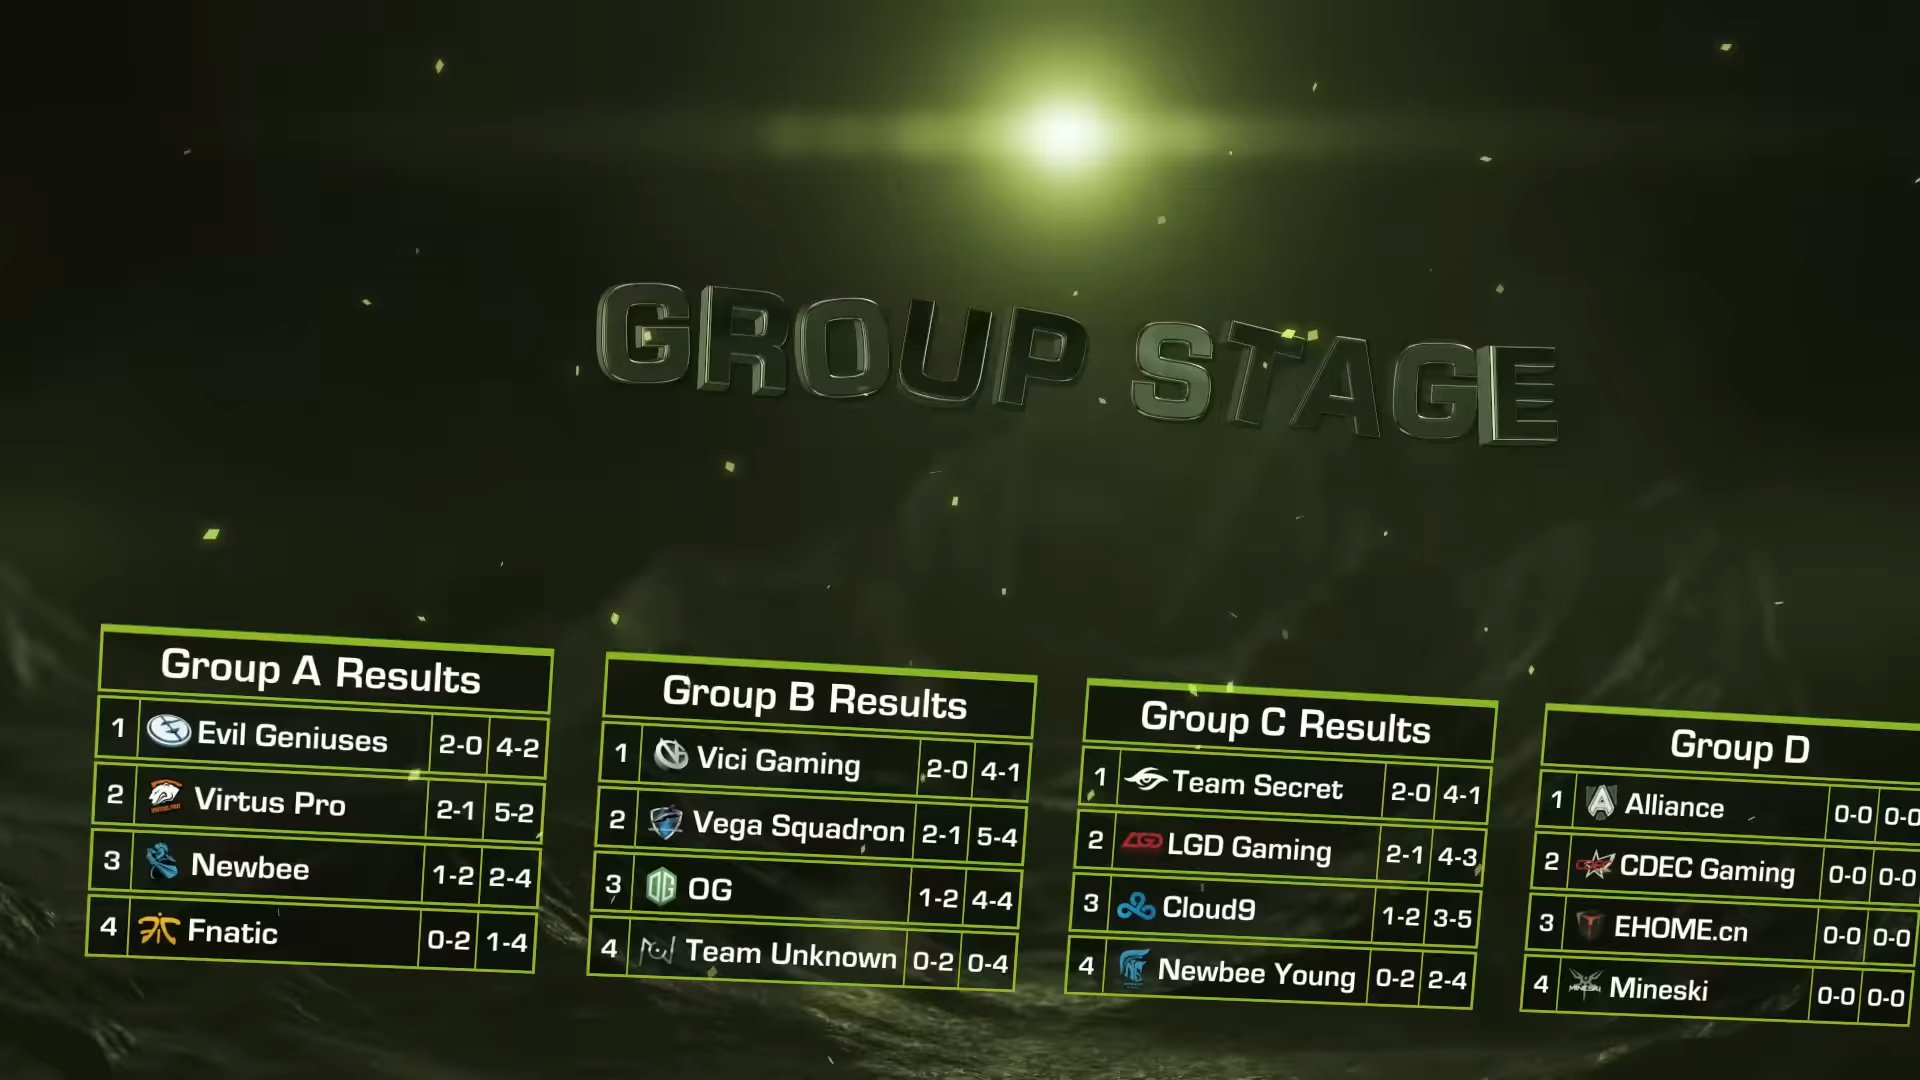 GROUP STAGE
Group A Results
1 Evil Geniuses 2-0 4-2
2 Virtus Pro 2-1 5-2
3 Newbee 1-2 2-4
4 Fnatic 0-2 1-4
Group B Results
1 Vici Gaming 2-0 4-1
2 Vega Squadron 2-1 5-4
3 OG OG 1-2 4-4
4 Team Unknown 0-2 0-4
Group C Results
1 Team Secret 2-0 4-1
2 LGD LGD Gaming 2-1 4-3
3 Cloud9 1-2 3-5
4 Newbee Young 0-2 2-4
Group D
1 Alliance 0-0 0-0
2 CDEC CDEC Gaming 0-0 0-0
3 EHOME.cn 0-0 0-0
4 MINESKI Mineski 0-0 0-0